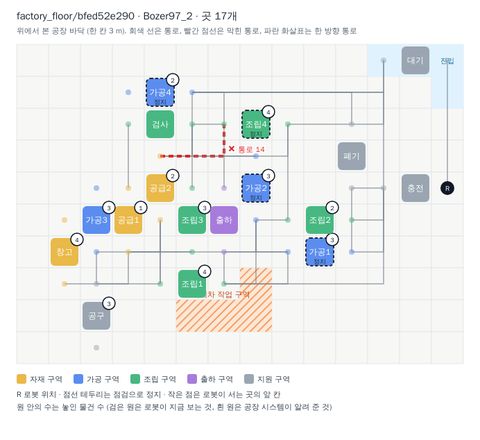 factory_floor/bfed52e290 · Bozer97_2 · 곳 17개
위에서 본 공장 바닥 (한 칸 3 m). 회색 선은 통로, 빨간 점선은 막힌 통로, 파란 화살표는 한 방향 통로
대기
진입
2
가공4
정지
검사
4
조립4
정지
✖ 통로 14
폐기
2
공급2
3
가공2
정지
충전
R
3
가공3
1
공급1
3
조립3
출하
2
조립2
4
창고
3
가공1
정지
4
조립1
차 작업 구역
3
공구
자재 구역
가공 구역
조립 구역
출하 구역
지원 구역
R 로봇 위치 · 점선 테두리는 점검으로 정지 · 작은 점은 로봇이 서는 곳의 앞 칸
원 안의 수는 놓인 물건 수 (검은 원은 로봇이 지금 보는 것, 흰 원은 공장 시스템이 알려 준 것)